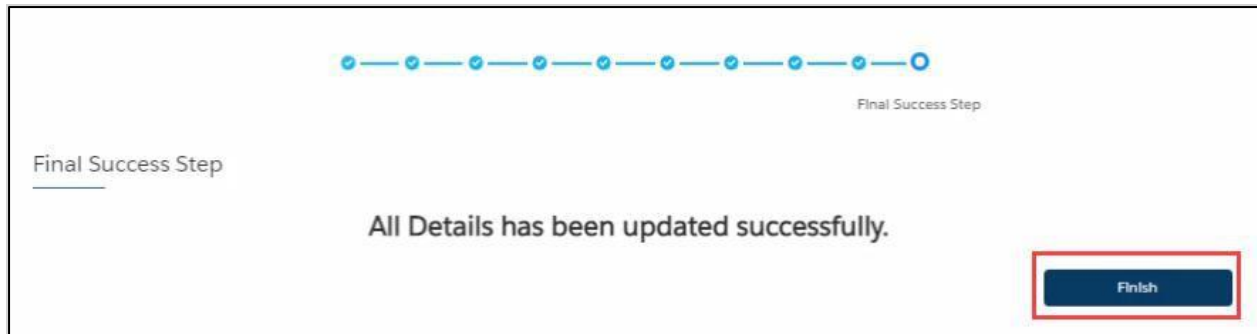 Final Success Step
Final Success Step
All Details has been updated successfully.
Finish